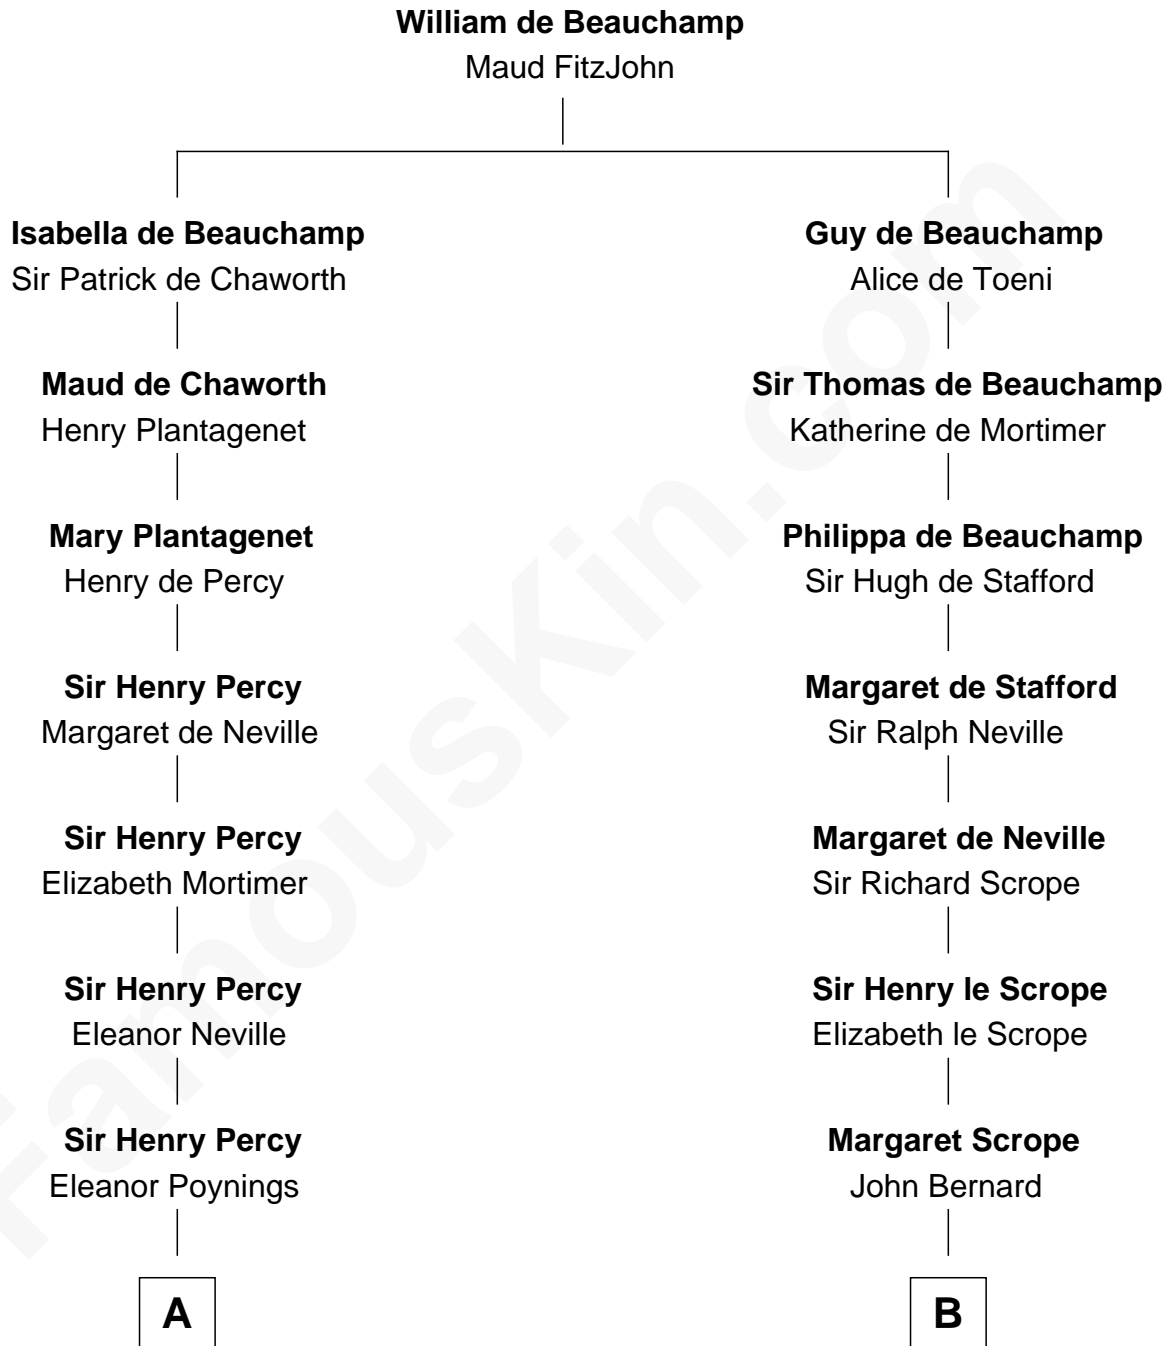 William de Beauchamp
Maud FitzJohn
Isabella de Beauchamp
Sir Patrick de Chaworth
Guy de Beauchamp
Alice de Toeni
Maud de Chaworth
Henry Plantagenet
Sir Thomas de Beauchamp
Katherine de Mortimer
Mary Plantagenet
Henry de Percy
Philippa de Beauchamp
Sir Hugh de Stafford
Sir Henry Percy
Margaret de Neville
Margaret de Stafford
Sir Ralph Neville
Sir Henry Percy
Elizabeth Mortimer
Margaret de Neville
Sir Richard Scrope
Sir Henry Percy
Eleanor Neville
Sir Henry le Scrope
Elizabeth le Scrope
Sir Henry Percy
Eleanor Poynings
Margaret Scrope
John Bernard
A
B
FamousKin.com